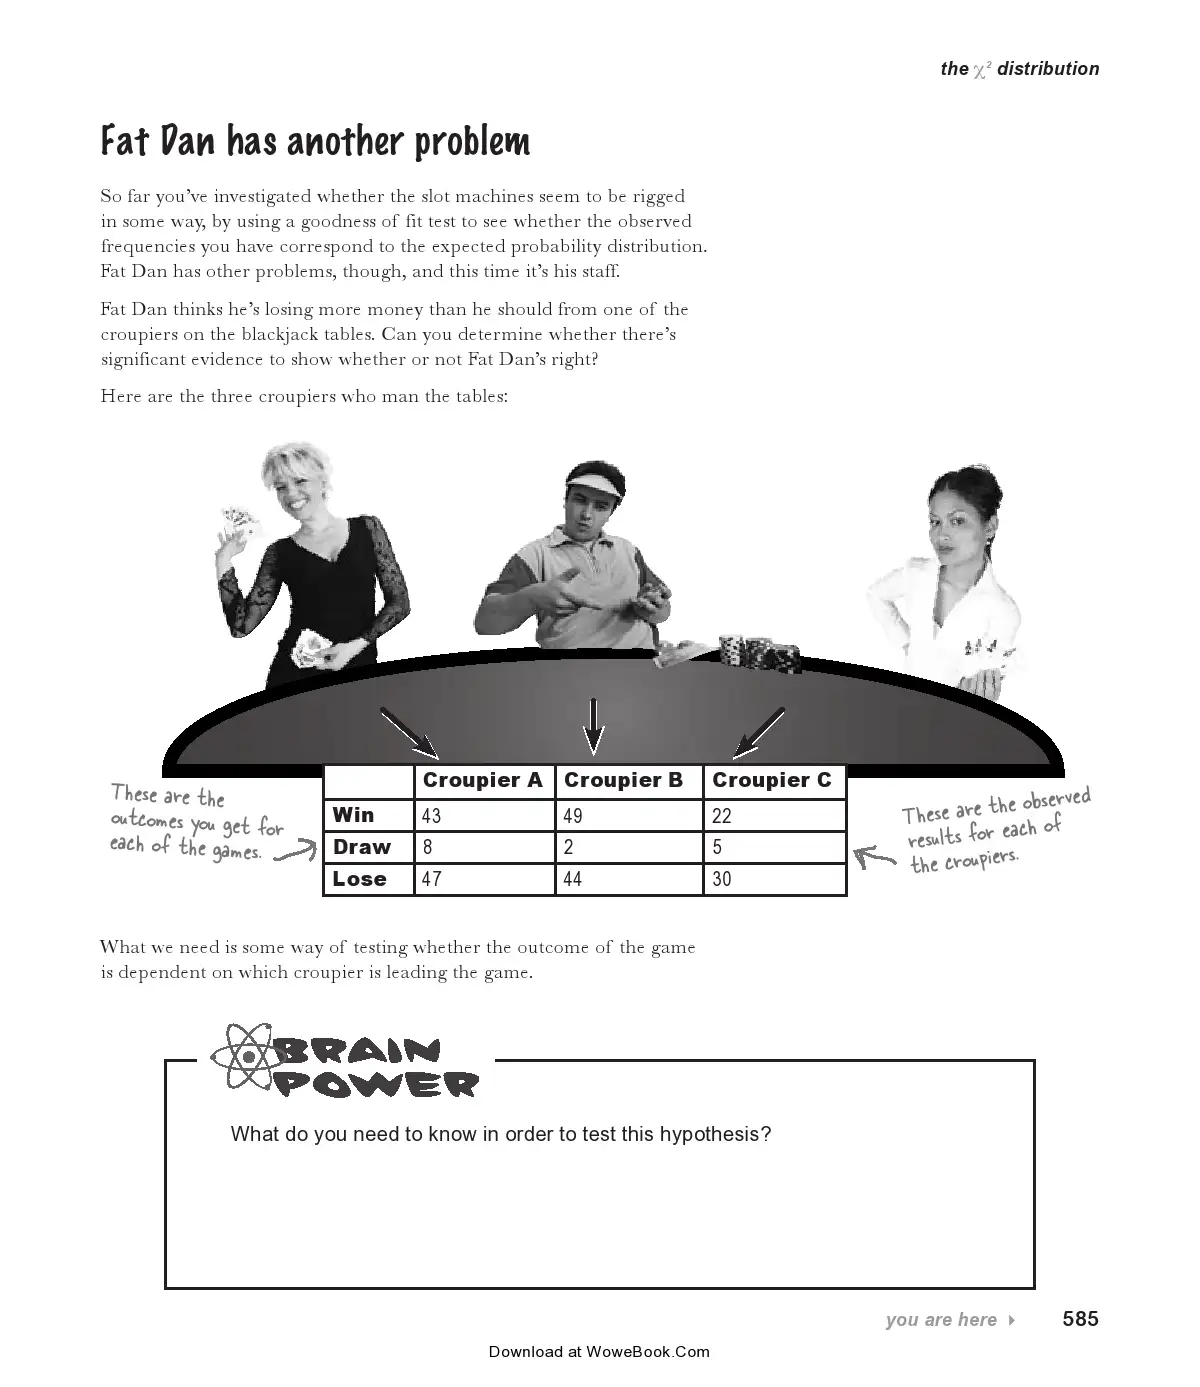 the χ² distribution
Fat Dan has another problem
So far you’ve investigated whether the slot machines seem to be rigged
in some way, by using a goodness of fit test to see whether the observed
frequencies you have correspond to the expected probability distribution.
Fat Dan has other problems, though, and this time it’s his staff.
Fat Dan thinks he’s losing more money than he should from one of the
croupiers on the blackjack tables. Can you determine whether there’s
significant evidence to show whether or not Fat Dan’s right?
Here are the three croupiers who man the tables:
Croupier A Croupier B Croupier C
Win 43 49 22
Draw 8 2 5
Lose 47 44 30
These are the
outcomes you get for
each of the games.
These are the observed
results for each of
the croupiers.
What we need is some way of testing whether the outcome of the game
is dependent on which croupier is leading the game.
BRAIN
POWER
What do you need to know in order to test this hypothesis?
you are here 585
Download at WoweBook.Com